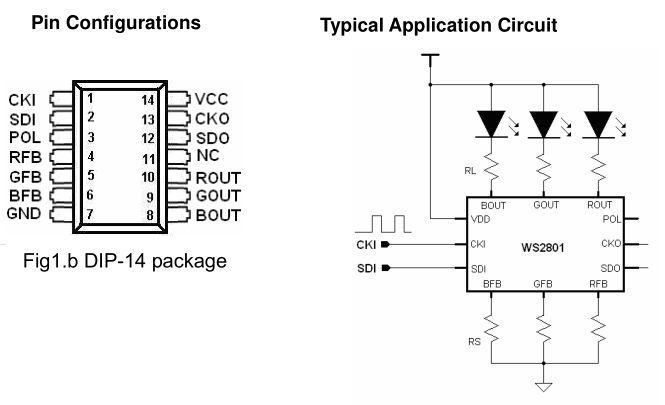 Pin Configurations
CKI 1 14 VCC
SDI 2 13 CKO
POL 3 12 SDO
RFB 4 11 NC
GFB 5 10 ROUT
BFB 6 9 GOUT
GND 7 8 BOUT
Fig1.b DIP-14 package
Typical Application Circuit
RL
BOUT GOUT ROUT
VDD POL
CKI CKI WS2801 CKO
SDI SDI SDO
BFB GFB RFB
RS